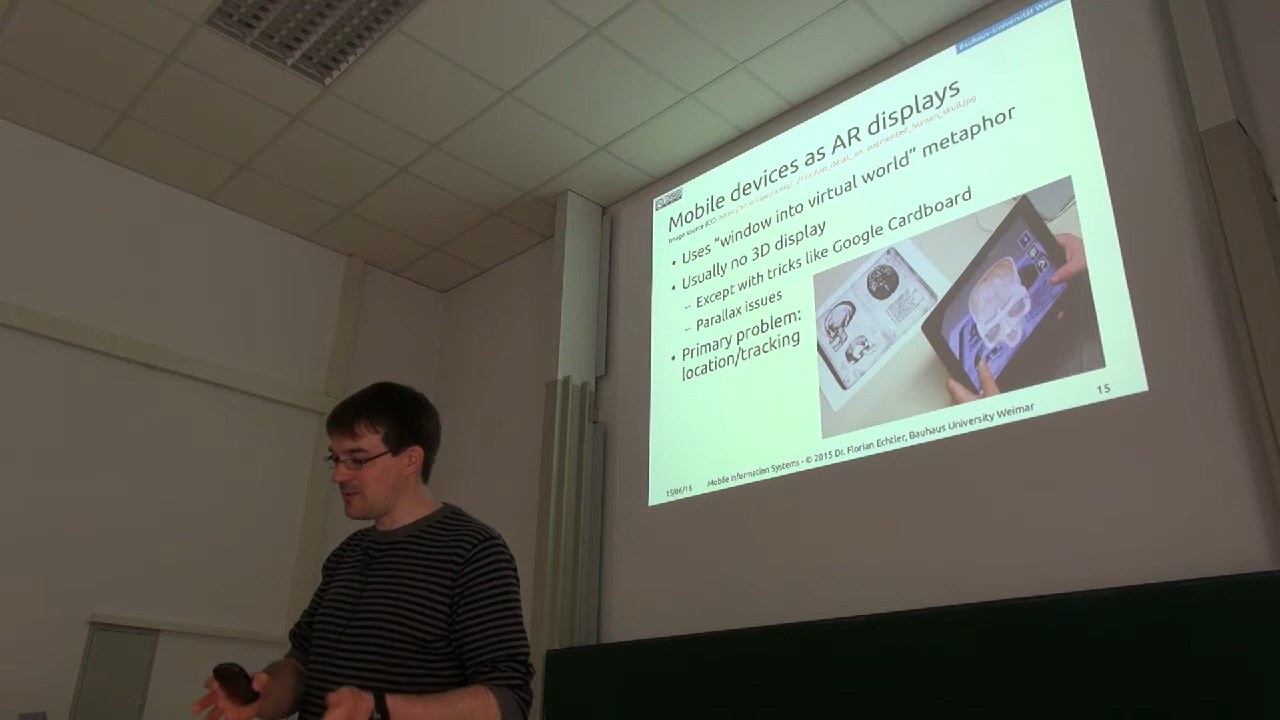 Bauhaus-Universität Weimar
Mobile devices as AR displays
Uses "window into virtual world" metaphor
Usually no 3D display
– Except with tricks like Google Cardboard
– Parallax issues
Primary problem:
location/tracking
15/06/16
Mobile Information Systems - © 2015 Dr. Florian Echtler, Bauhaus University Weimar
15